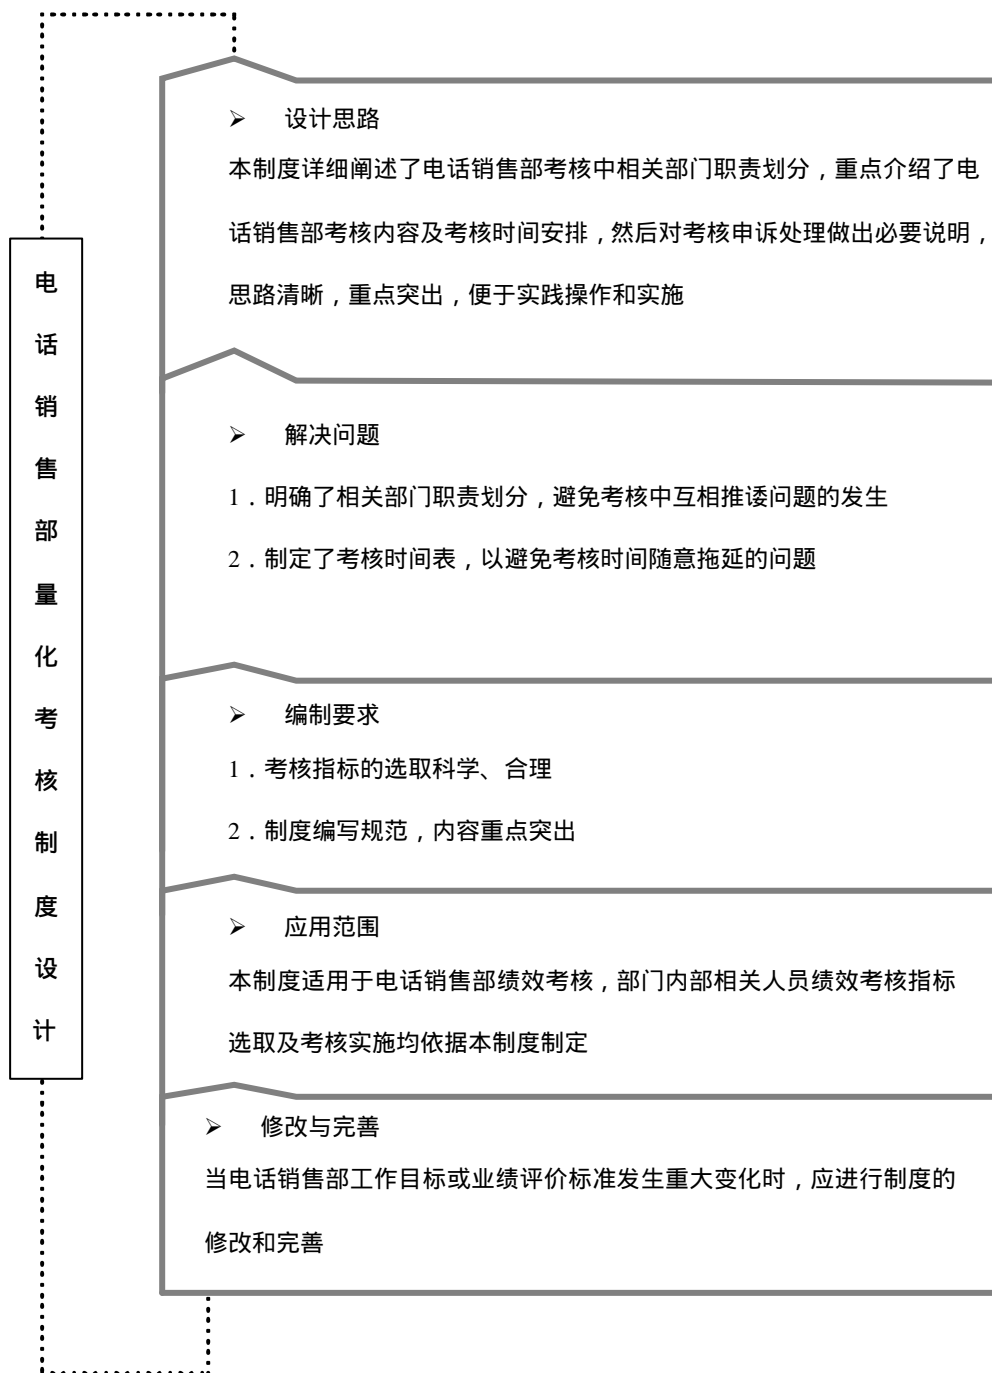 电话销售部量化考核制度设计
➢ 设计思路
本制度详细阐述了电话销售部考核中相关部门职责划分，重点介绍了电
话销售部考核内容及考核时间安排，然后对考核申诉处理做出必要说明，
思路清晰，重点突出，便于实践操作和实施
➢ 解决问题
1．明确了相关部门职责划分，避免考核中互相推诿问题的发生
2．制定了考核时间表，以避免考核时间随意拖延的问题
➢ 编制要求
1．考核指标的选取科学、合理
2．制度编写规范，内容重点突出
➢ 应用范围
本制度适用于电话销售部绩效考核，部门内部相关人员绩效考核指标
选取及考核实施均依据本制度制定
➢ 修改与完善
当电话销售部工作目标或业绩评价标准发生重大变化时，应进行制度的
修改和完善